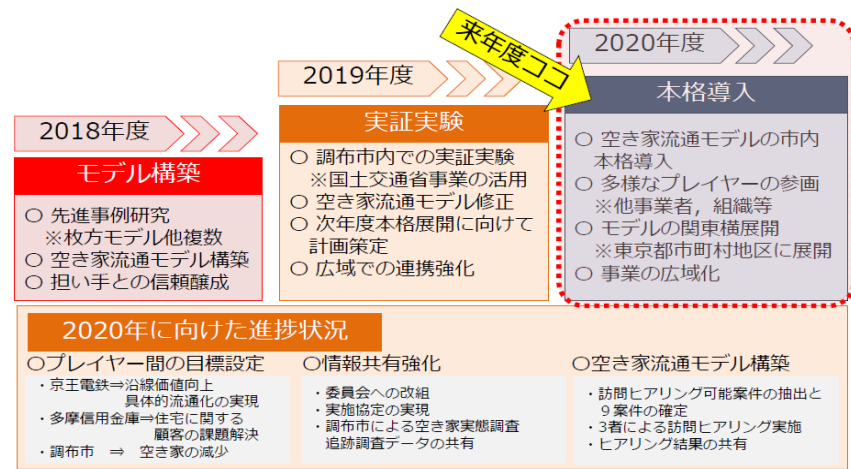 来年度ココ
2018年度
モデル構築
○ 先進事例研究
※枚方モデル他複数
○ 空き家流通モデル構築
○ 担い手との信頼醸成
2019年度
実証実験
○ 調布市内での実証実験
※国土交通省事業の活用
○ 空き家流通モデル修正
○ 次年度本格展開に向けて
計画策定
○ 広域での連携強化
2020年度
本格導入
○ 空き家流通モデルの市内
本格導入
○ 多様なプレイヤーの参画
※他事業者，組織等
○ モデルの関東横展開
※東京都市町村地区に展開
○ 事業の広域化
2020年に向けた進捗状況
○プレイヤー間の目標設定
・京王電鉄⇒沿線価値向上
具体的流通化の実現
・多摩信用金庫⇒住宅に関する
顧客の課題解決
・調布市 ⇒ 空き家の減少
○情報共有強化
・委員会への改組
・実施協定の実現
・調布市による空き家実態調査
追跡調査データの共有
○空き家流通モデル構築
・訪問ヒアリング可能案件の抽出と
９案件の確定
・3者による訪問ヒアリング実施
・ヒアリング結果の共有